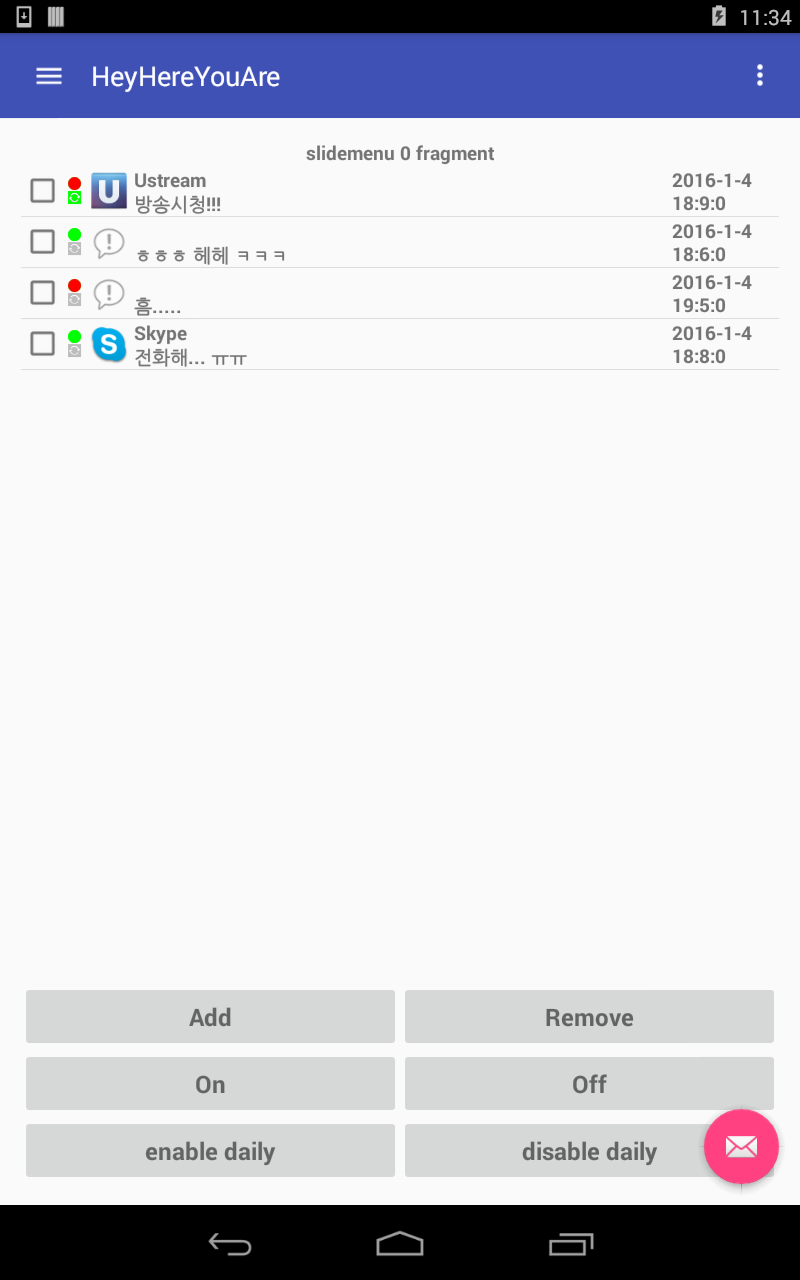 11:34
HeyHereYouAre
slidemenu 0 fragment
Ustream
방송시청!!!
2016-1-4
18:9:0
ㅎㅎㅎ 헤헤 ㅋㅋㅋ
2016-1-4
18:6:0
흠.....
2016-1-4
19:5:0
Skype
전화해... ㅠㅠ
2016-1-4
18:8:0
Add
Remove
On
Off
enable daily
disable daily